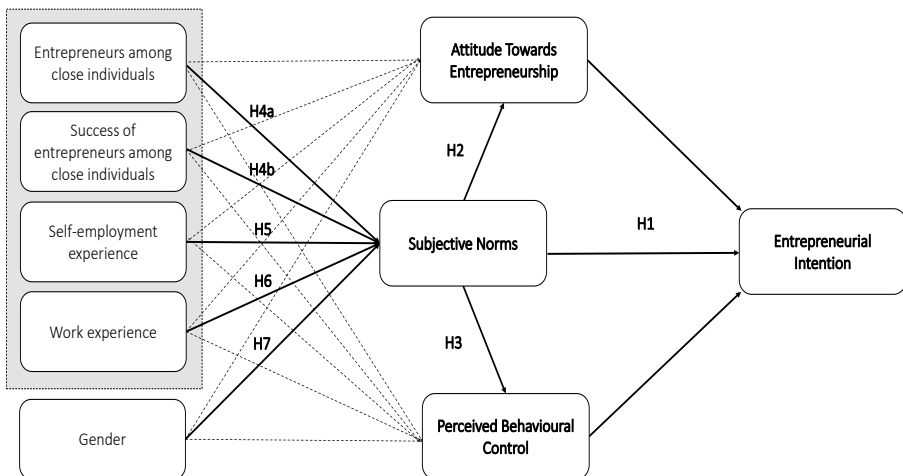 Entrepreneurs among
close individuals
Success of
entrepreneurs among
close individuals
Self-employment
experience
Work experience
Gender
H4a
H4b
H5
H6
H7
Attitude Towards
Entrepreneurship
H2
Subjective Norms
H3
Perceived Behavioural
Control
H1
Entrepreneurial
Intention